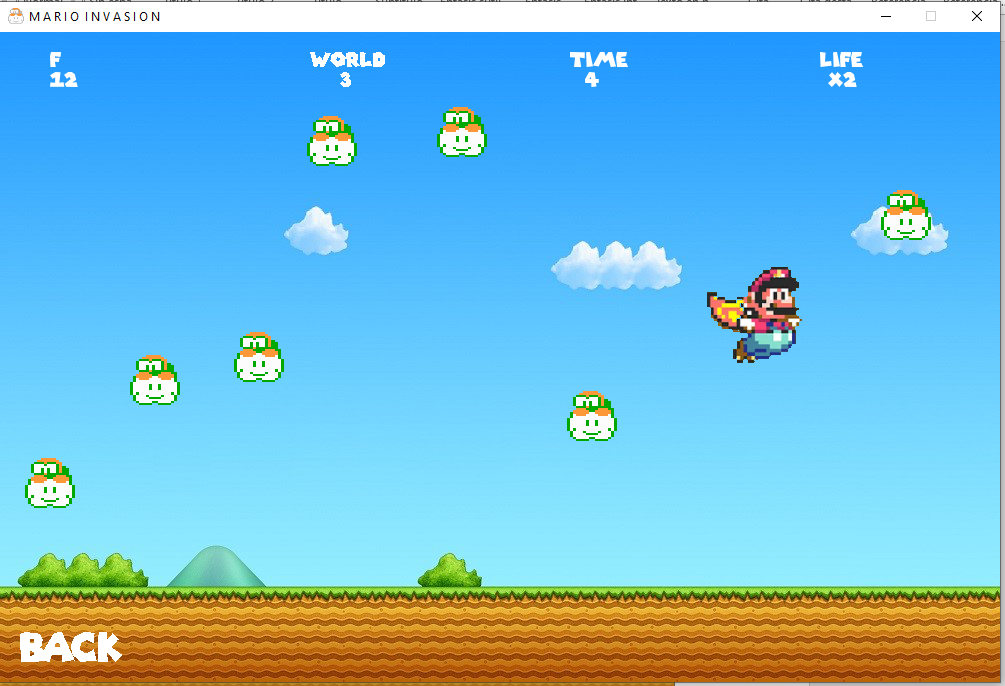 MARIO INVASION
F WORLD TIME LIFE
12 3 4 X2
BACK